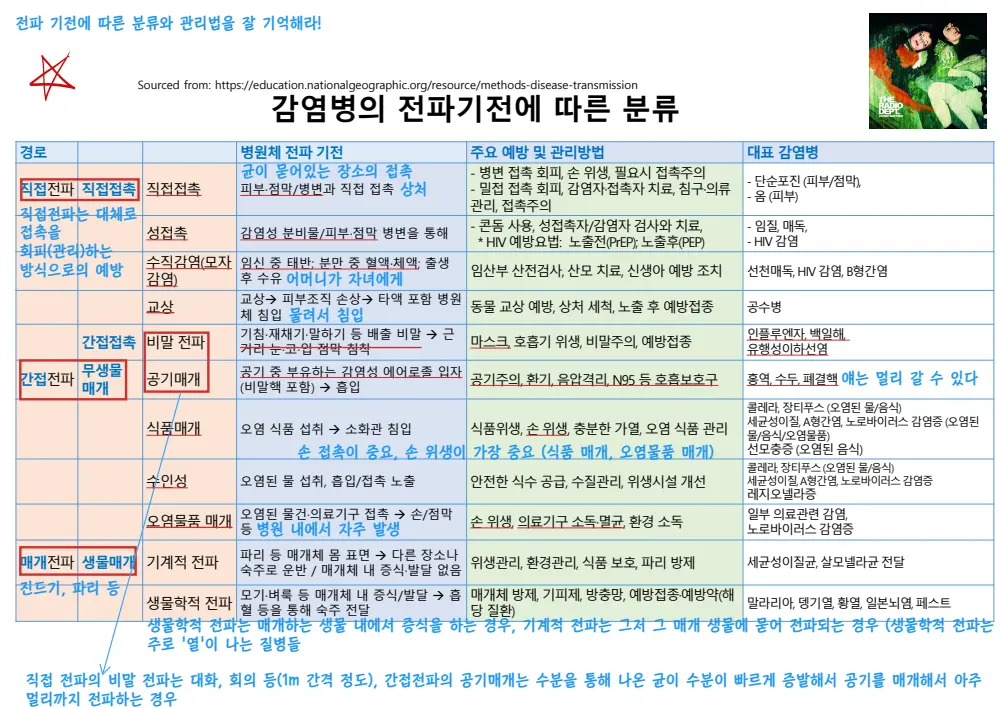 전파 기전에 따른 분류와 관리법을 잘 기억해라!
Sourced from: https://education.nationalgeographic.org/resource/methods-disease-transmission
감염병의 전파기전에 따른 분류
THE
RADIO
DEPT.
경로 병원체 전파 기전 주요 예방 및 관리방법 대표 감염병
직접전파 직접접촉 직접접촉
균이 묻어있는 장소의 접촉
피부·점막/병변과 직접 접촉 상처
- 병변 접촉 회피, 손 위생, 필요시 접촉주의
- 밀접 접촉 회피, 감염자·접촉자 치료, 침구·의류
관리, 접촉주의
- 단순포진 (피부/점막),
- 옴 (피부)
직접전파는 대체로
접촉을
회피(관리)하는
방식으로의 예방
성접촉
감염성 분비물/피부·점막 병변을 통해
- 콘돔 사용, 성접촉자/감염자 검사와 치료,
* HIV 예방요법: 노출전(PrEP); 노출후(PEP)
- 임질, 매독,
- HIV 감염
수직감염(모자
감염)
임신 중 태반; 분만 중 혈액·체액; 출생
후 수유 어머니가 자녀에게
임산부 산전검사, 산모 치료, 신생아 예방 조치
선천매독, HIV 감염, B형간염
교상
교상→ 피부조직 손상→ 타액 포함 병원
체 침입 물려서 침입
동물 교상 예방, 상처 세척, 노출 후 예방접종
공수병
간접접촉 비말 전파
기침·재채기·말하기 등 배출 비말 → 근
거리 눈·코·입 점막 침착
마스크, 호흡기 위생, 비말주의, 예방접종
인플루엔자, 백일해,
유행성이하선염
간접전파 무생물
매개
공기매개
공기 중 부유하는 감염성 에어로졸 입자
(비말핵 포함) → 흡입
공기주의, 환기, 음압격리, N95 등 호흡보호구
홍역, 수두, 폐결핵 얘는 멀리 갈 수 있다
식품매개
오염 식품 섭취 → 소화관 침입
식품위생, 손 위생, 충분한 가열, 오염 식품 관리
콜레라, 장티푸스 (오염된 물/음식)
세균성이질, A형간염, 노로바이러스 감염증 (오염된
물/음식/오염물품)
선모충증 (오염된 음식)
손 접촉이 중요, 손 위생이 가장 중요 (식품 매개, 오염물품 매개)
수인성
오염된 물 섭취, 흡입/접촉 노출
안전한 식수 공급, 수질관리, 위생시설 개선
콜레라, 장티푸스 (오염된 물/음식)
세균성이질, A형간염, 노로바이러스 감염증
레지오넬라증
오염물품 매개
오염된 물건·의료기구 접촉 → 손/점막
등 병원 내에서 자주 발생
손 위생, 의료기구 소독·멸균, 환경 소독
일부 의료관련 감염,
노로바이러스 감염증
매개전파 생물매개 기계적 전파
파리 등 매개체 몸 표면 → 다른 장소나
숙주로 운반 / 매개체 내 증식·발달 없음
위생관리, 환경관리, 식품 보호, 파리 방제
세균성이질균, 살모넬라균 전달
진드기, 파리 등
생물학적 전파
모기·벼룩 등 매개체 내 증식/발달 → 흡
혈 등을 통해 숙주 전달
매개체 방제, 기피제, 방충망, 예방접종·예방약(해
당 질환)
말라리아, 뎅기열, 황열, 일본뇌염, 페스트
생물학적 전파는 매개하는 생물 내에서 증식을 하는 경우, 기계적 전파는 그저 그 매개 생물에 묻어 전파되는 경우 (생물학적 전파는
주로 '열'이 나는 질병들
직접 전파의 비말 전파는 대화, 회의 등(1m 간격 정도), 간접전파의 공기매개는 수분을 통해 나온 균이 수분이 빠르게 증발해서 공기를 매개해서 아주
멀리까지 전파하는 경우